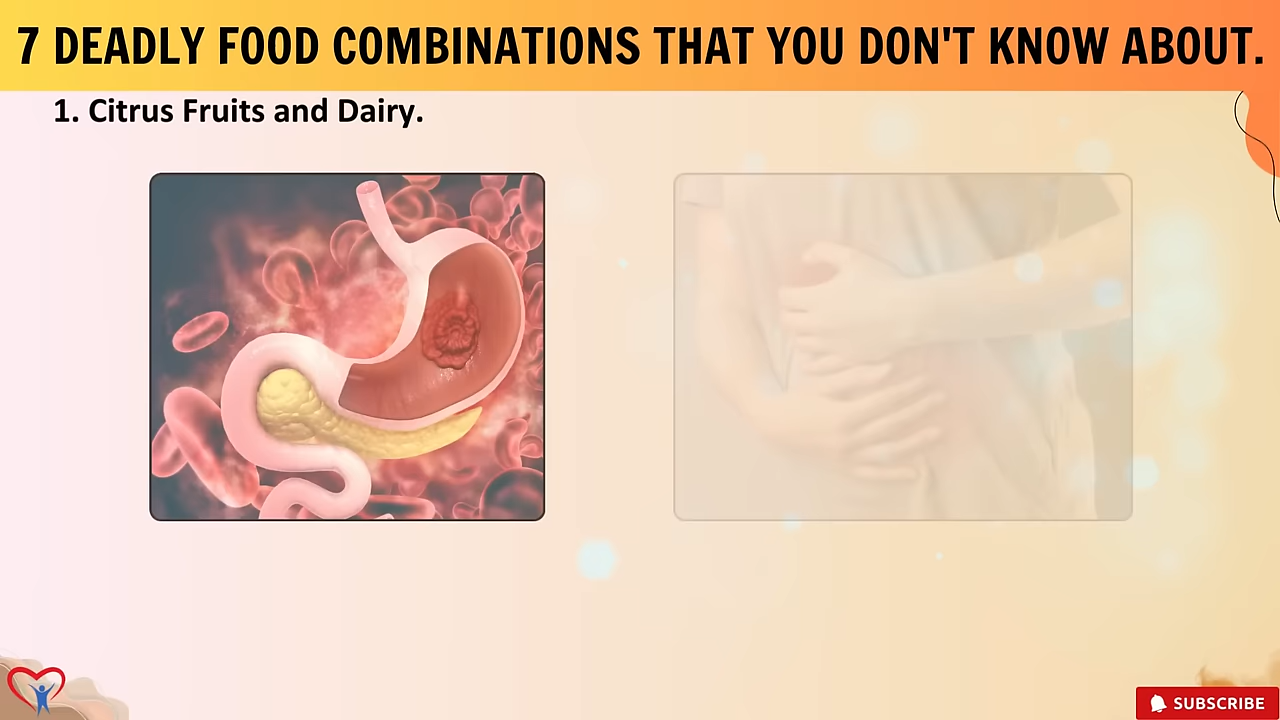 7 DEADLY FOOD COMBINATIONS THAT YOU DON'T KNOW ABOUT.
1. Citrus Fruits and Dairy.
SUBSCRIBE